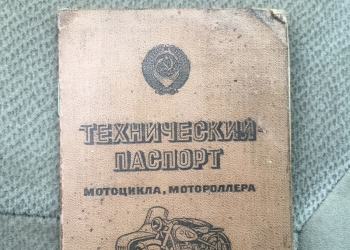 ТЕХНИЧЕСКИЙ
ПАСПОРТ
МОТОЦИКЛА, МОТОРОЛЛЕРА